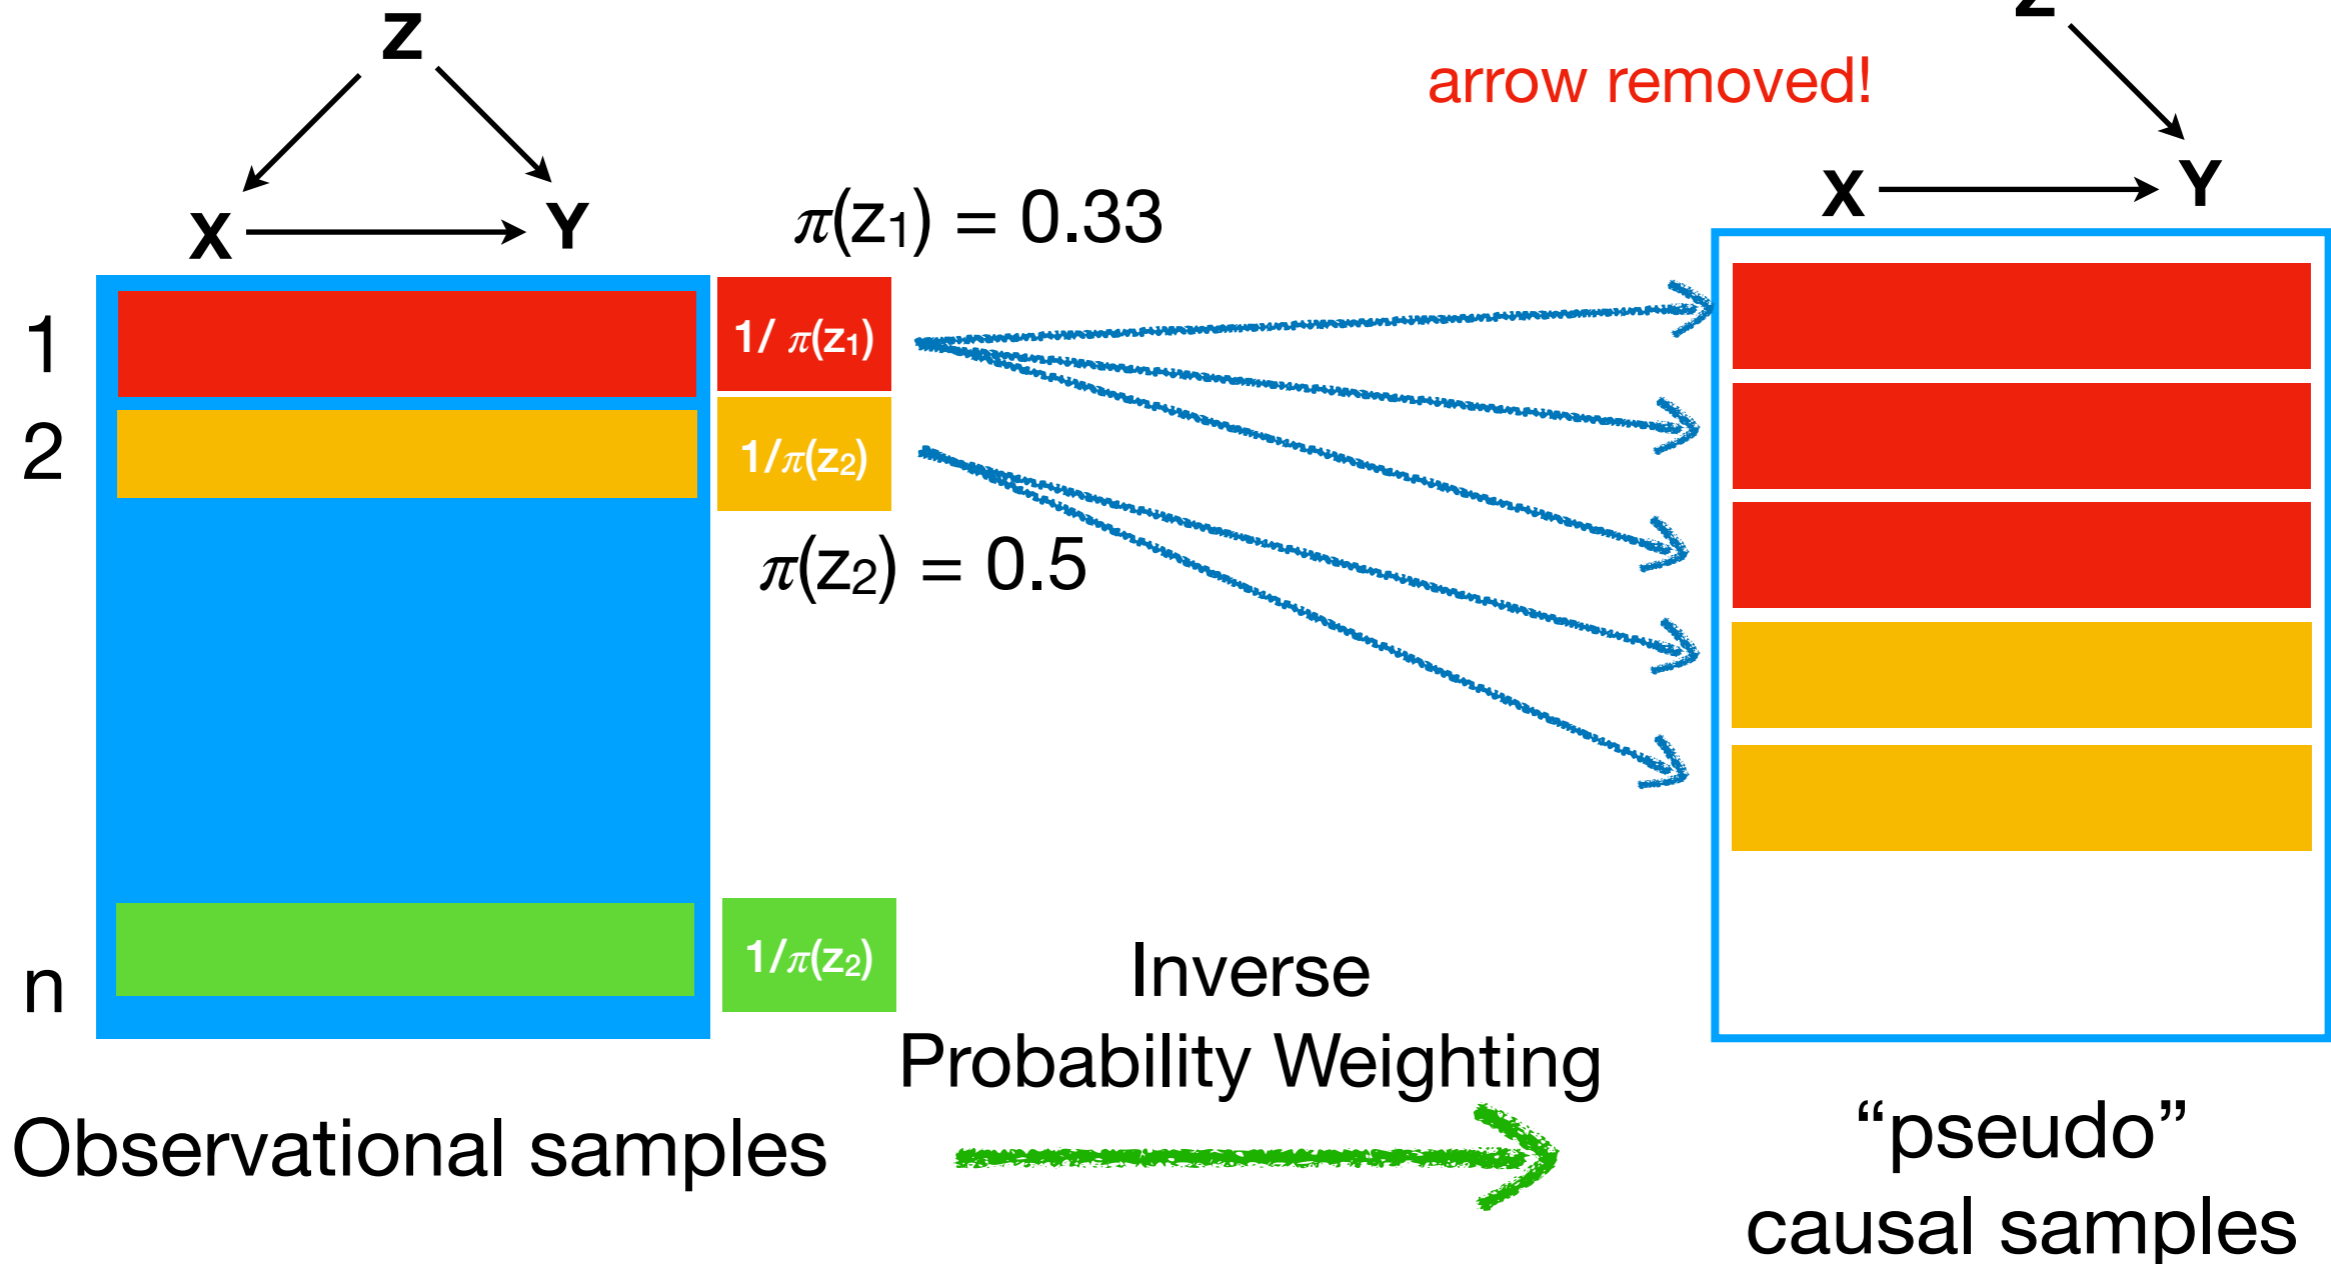 Z
X
Y
1
2
n
1/ π(z₁)
1/π(z₂)
1/π(z₂)
π(z₁) = 0.33
π(z₂) = 0.5
Observational samples
Inverse
Probability Weighting
arrow removed!
Z
X
Y
“pseudo”
causal samples